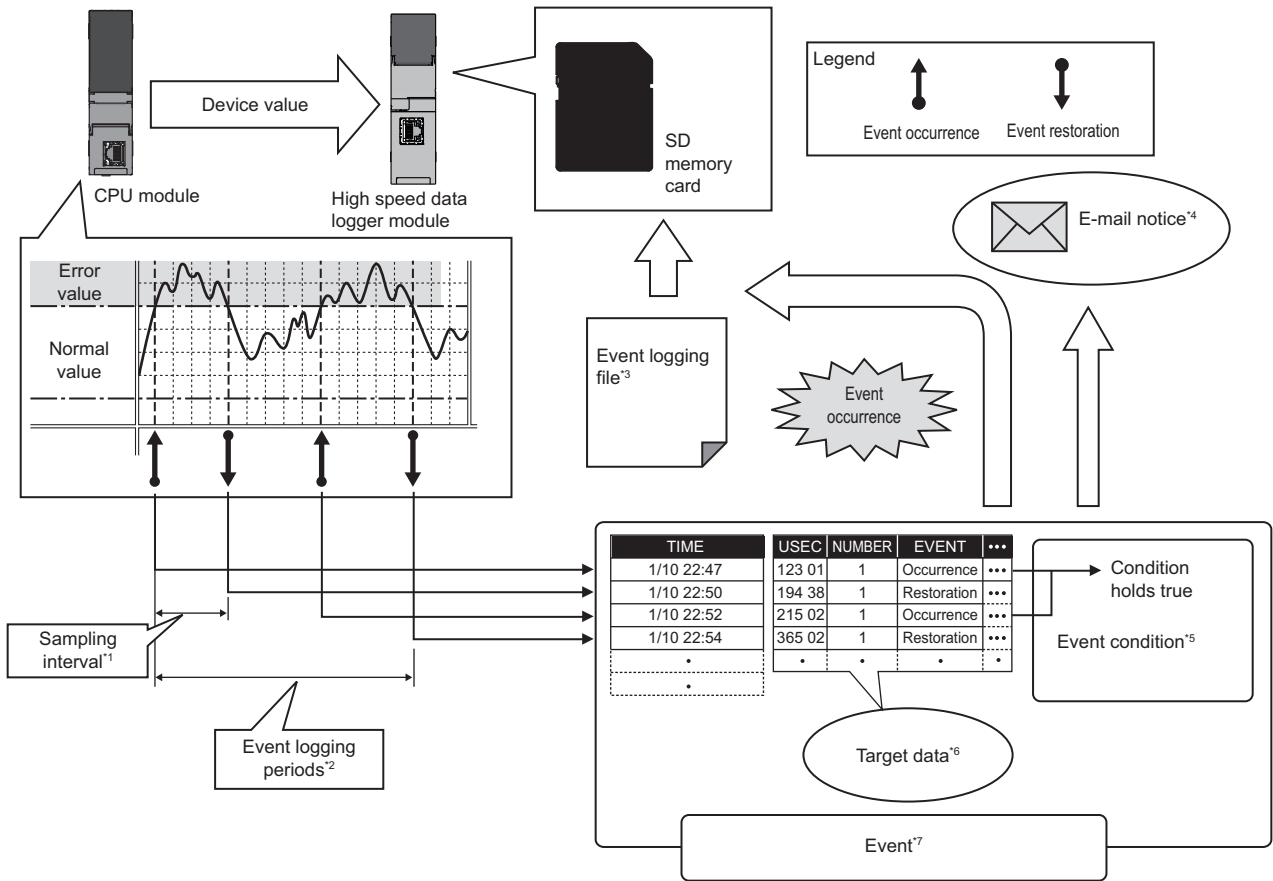 Device value
CPU module
High speed data
logger module
SD
memory
card
Legend
Event occurrence
Event restoration
E-mail notice*4
Error
value
Normal
value
Event logging
file*3
Event
occurrence
Sampling
interval*1
Event logging
periods*2
TIME USEC NUMBER EVENT •••
1/10 22:47 123 01 1 Occurrence •••
1/10 22:50 194 38 1 Restoration •••
1/10 22:52 215 02 1 Occurrence •••
1/10 22:54 365 02 1 Restoration •••
• • • • • •
•
Condition
holds true
Event condition*5
Target data*6
Event*7